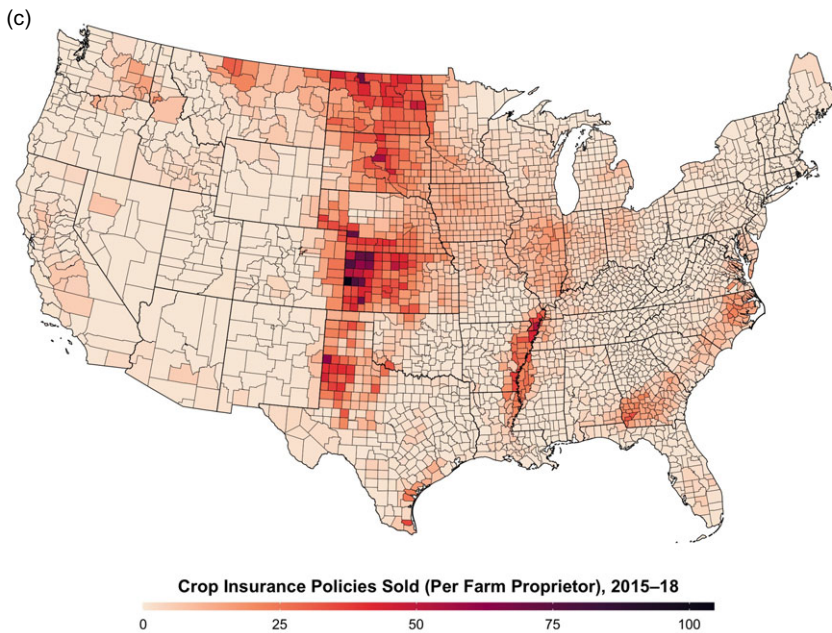 (c)
Crop Insurance Policies Sold (Per Farm Proprietor), 2015–18
0 25 50 75 100